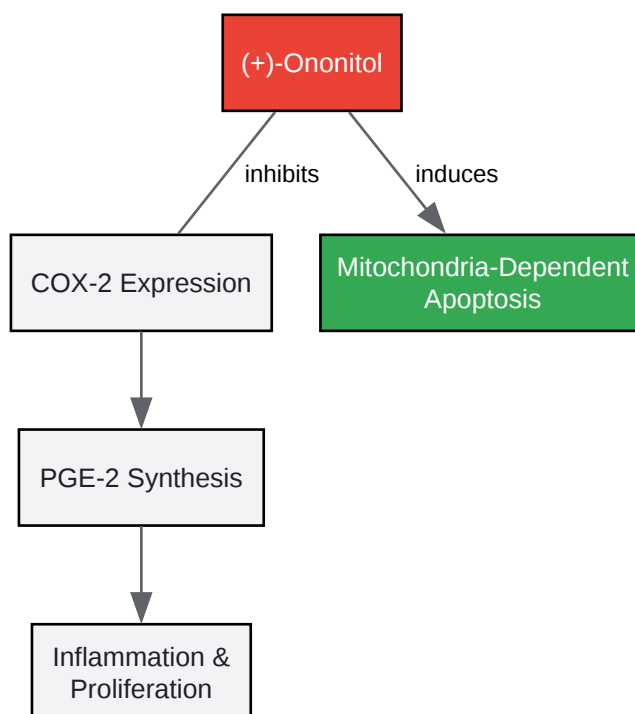 (+)-Ononitol
inhibits
induces
COX-2 Expression
Mitochondria-Dependent
Apoptosis
PGE-2 Synthesis
Inflammation &
Proliferation